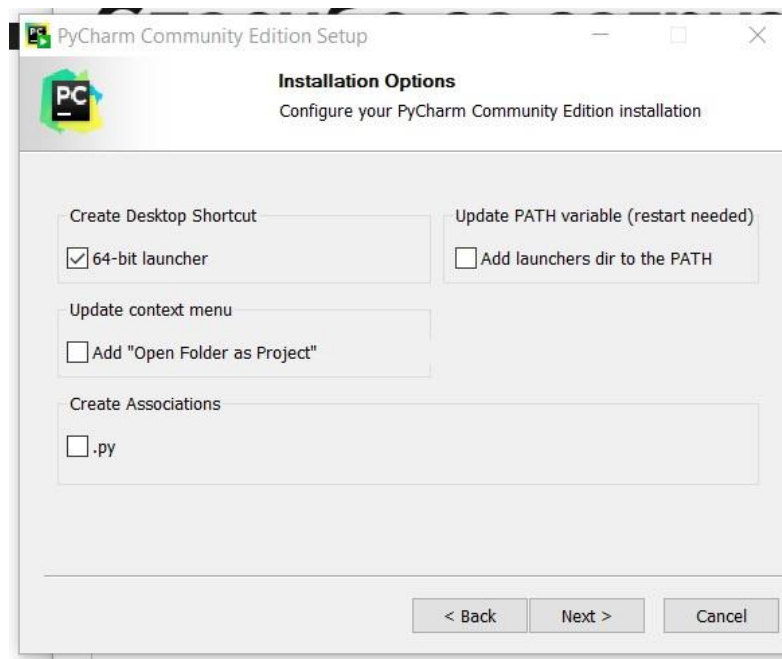 PyCharm Community Edition Setup
PC
Installation Options
Configure your PyCharm Community Edition installation
Create Desktop Shortcut
64-bit launcher
Update PATH variable (restart needed)
Add launchers dir to the PATH
Update context menu
Add "Open Folder as Project"
Create Associations
.py
< Back
Next >
Cancel